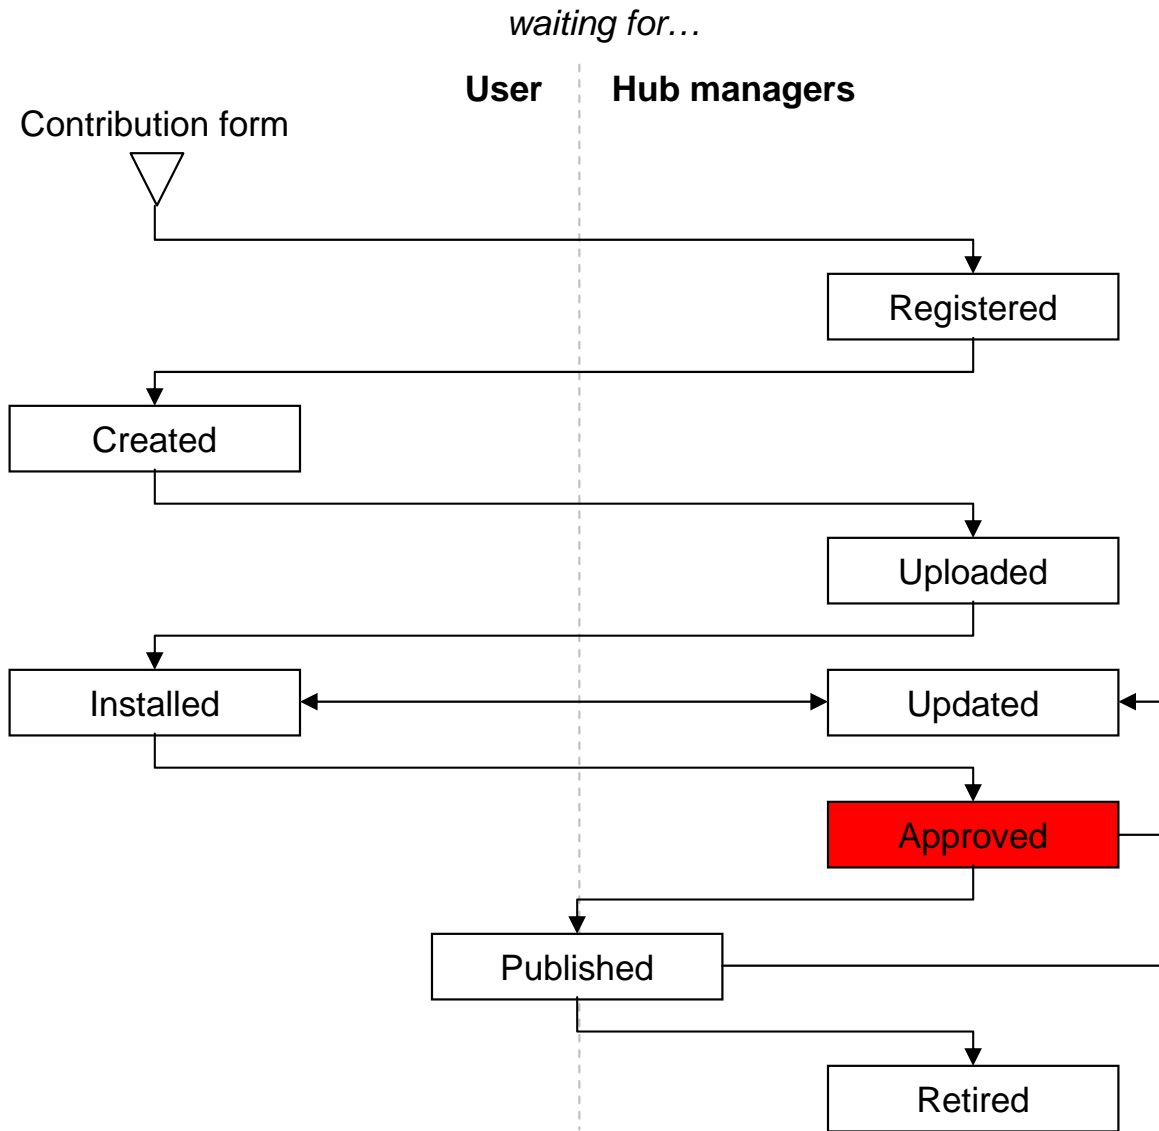 waiting for…
User
Hub managers
Contribution form
Registered
Created
Uploaded
Installed
Updated
Approved
Published
Retired